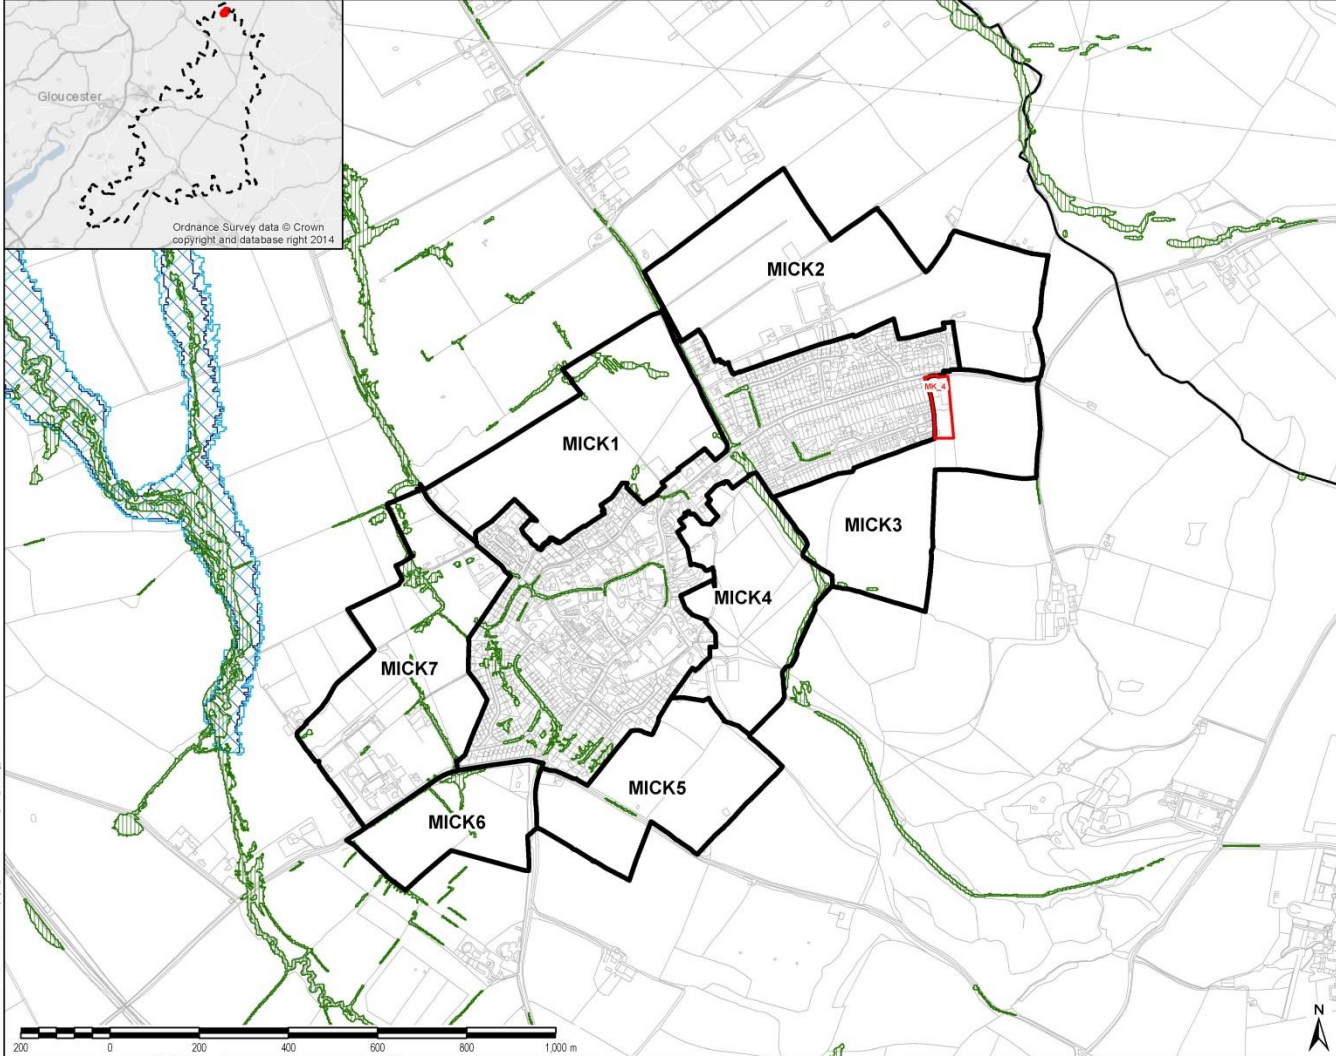 Gloucester
Ordnance Survey data © Crown
copyright and database right 2014
MICK2
MK_4
MICK1
MICK3
MICK4
MICK7
MICK5
MICK6
N
200 0 200 400 600 800 1,000 m